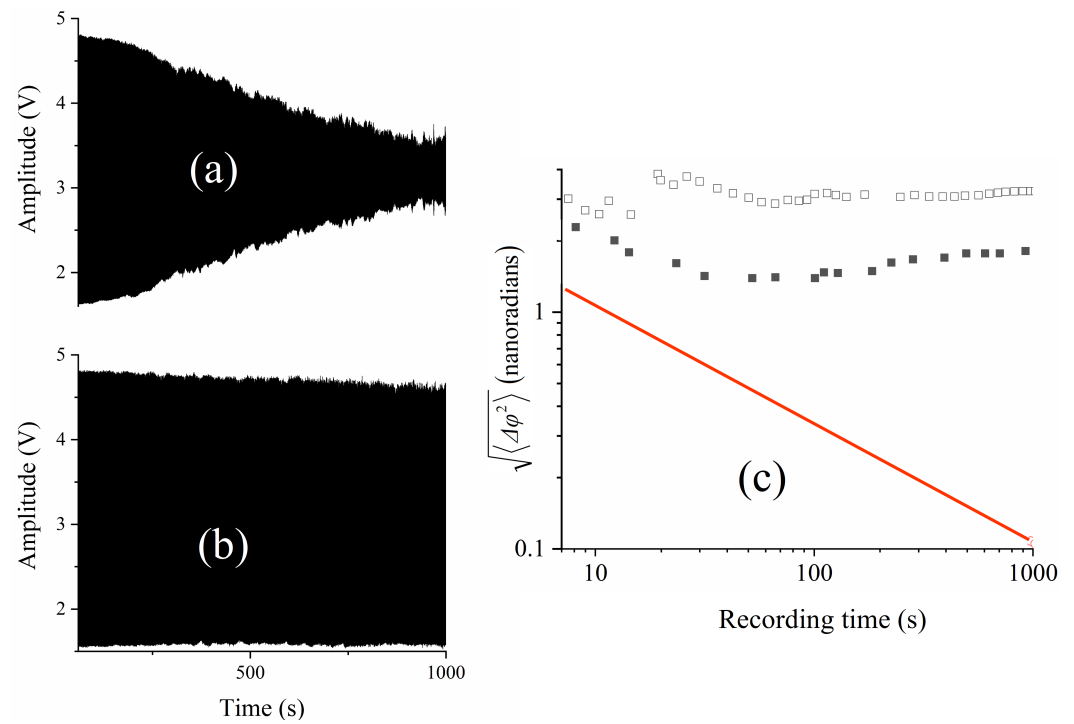 5
4
3
2
Amplitude (V)
(a)
5
4
3
2
Amplitude (V)
(b)
500
1000
Time (s)
1
0.1
√⟨Δφ²⟩ (nanoradians)
(c)
10
100
1000
Recording time (s)